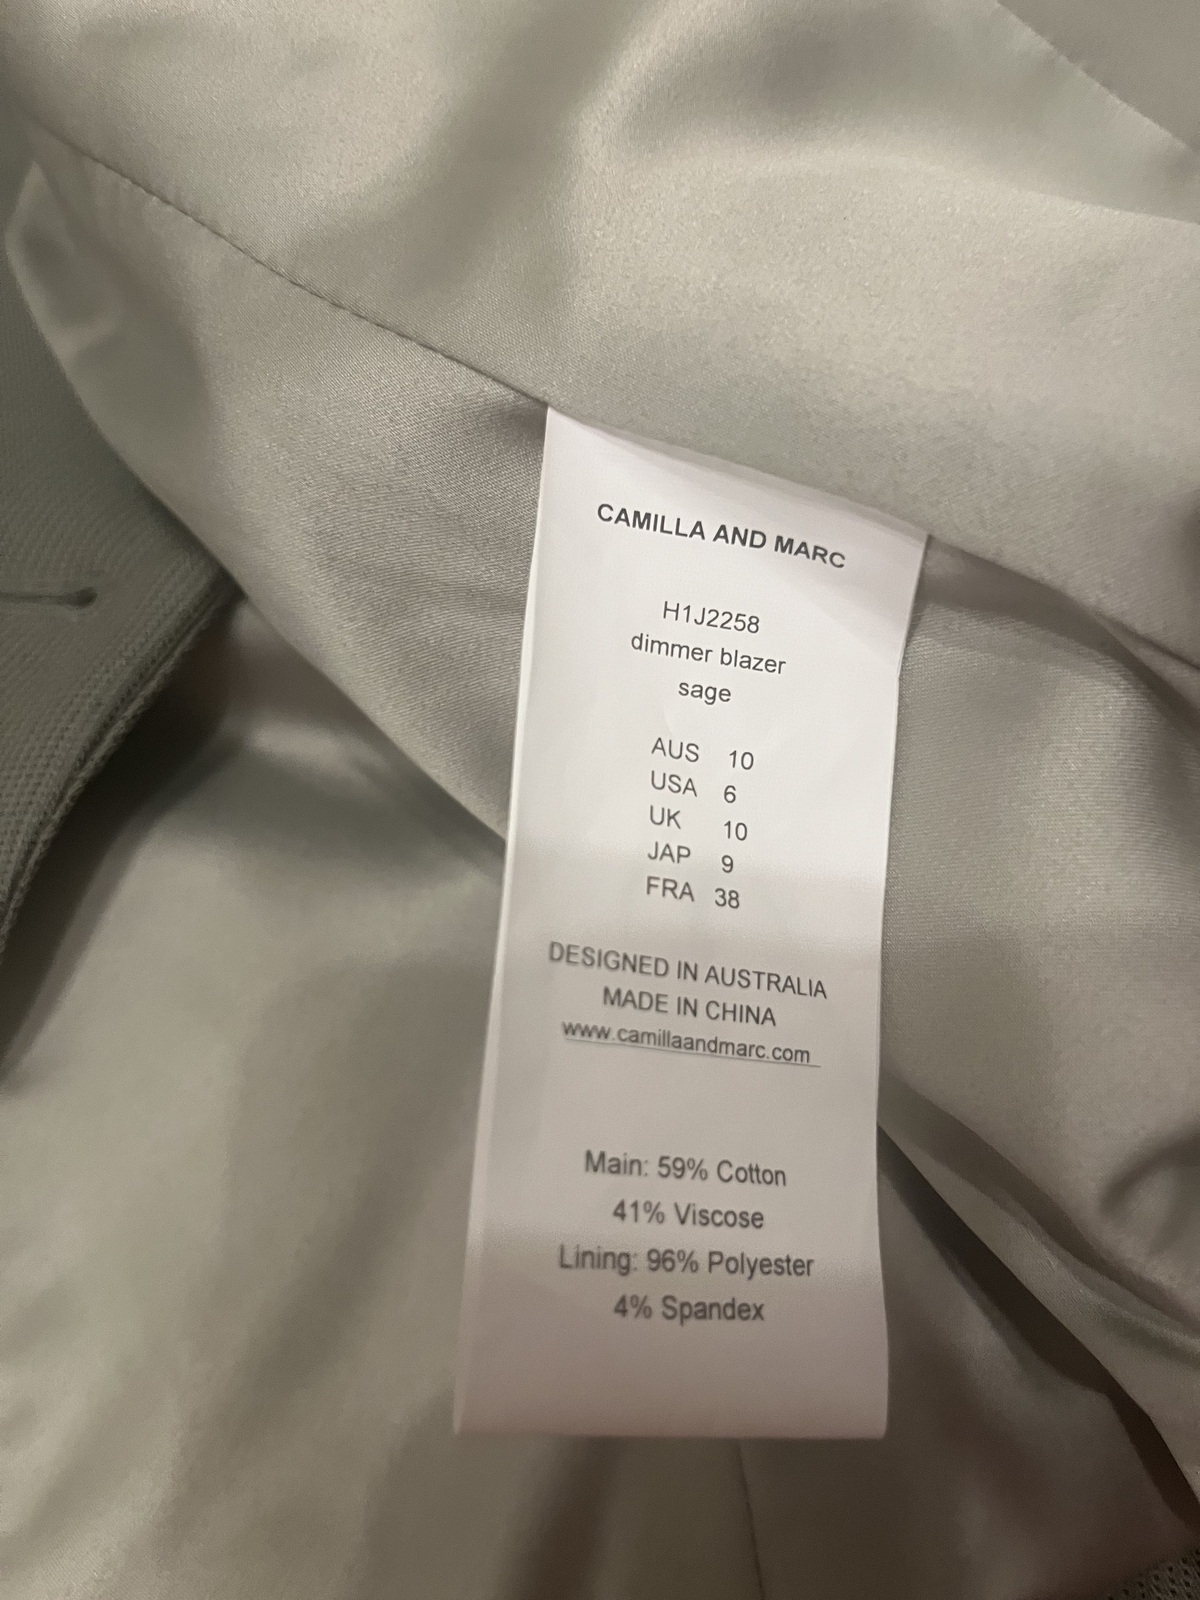 CAMILLA AND MARC
H1J2258
dimmer blazer
sage
AUS 10
USA 6
UK 10
JAP 9
FRA 38
DESIGNED IN AUSTRALIA
MADE IN CHINA
www.camillaandmarc.com
Main: 59% Cotton
41% Viscose
Lining: 96% Polyester
4% Spandex